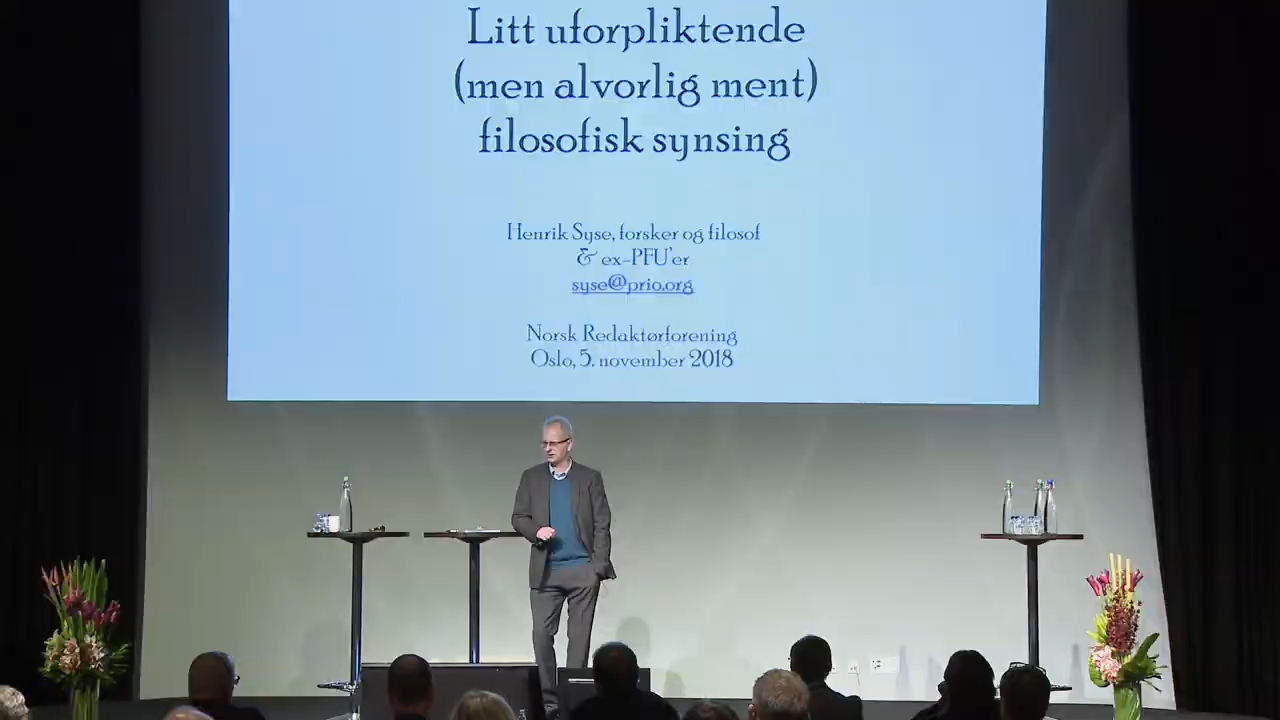 Litt uforpliktende
(men alvorlig ment)
filosofisk synsing
Henrik Syse, forsker og filosof
& ex-PFU'er
syse@prio.org
Norsk Redaktørforening
Oslo, 5. november 2018